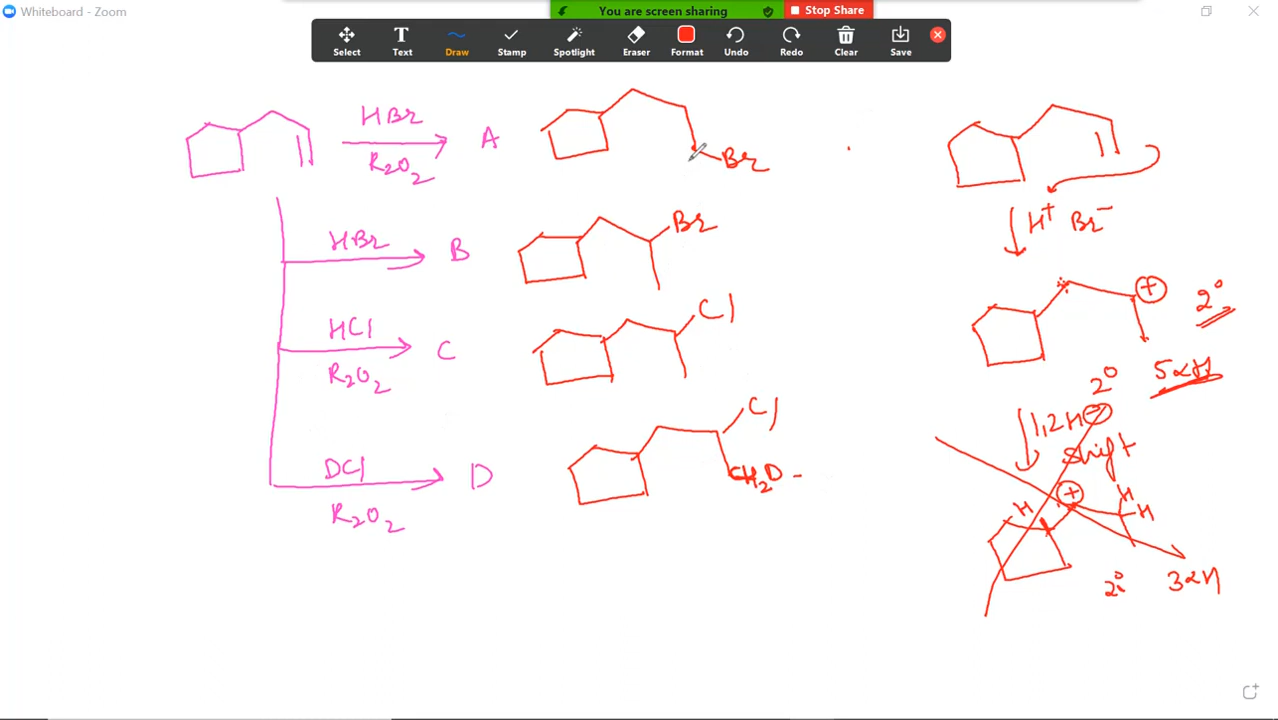 Whiteboard - Zoom
You are screen sharing
Stop Share
Select
Text
Draw
Stamp
Spotlight
Eraser
Format
Undo
Redo
Clear
Save
HBr
R₂O₂
A
Br
HBr
B
Br
HCl
R₂O₂
C
Cl
DCl
R₂O₂
D
Cl
CH₂D
H⁺ Br⁻
+
2°
5αH
2°
1,2H⊖
shift
+
H
H
H
2°
3αH